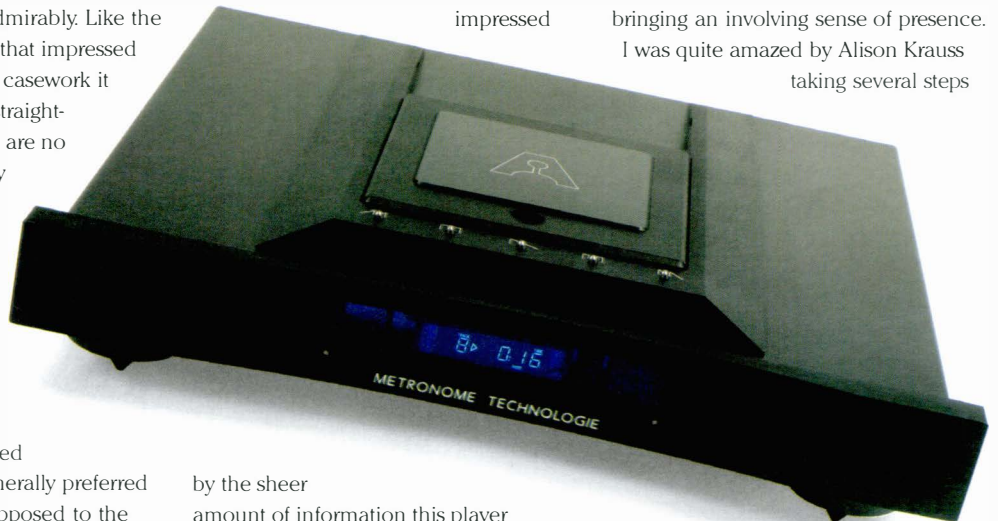 dmirably. Like the
that impressed
casework it
traight-
are no
y
ed
nerally preferred
pposed to the
impressed
by the sheer
amount of information this player
bringing an involving sense of presence.
I was quite amazed by Alison Krauss
taking several steps
8 0:16
METRONOME TECHNOLOGIE